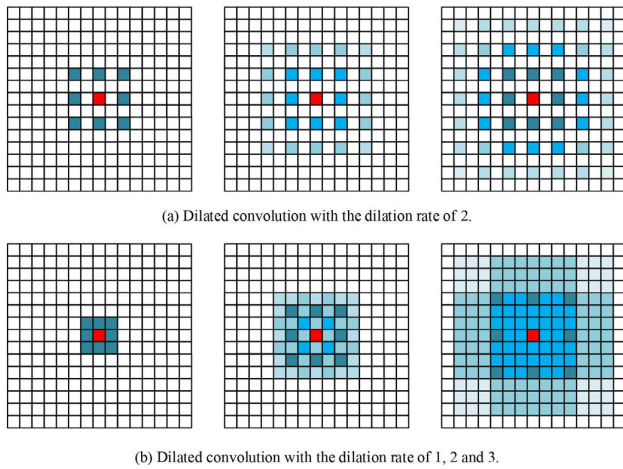 (a) Dilated convolution with the dilation rate of 2.
(b) Dilated convolution with the dilation rate of 1, 2 and 3.